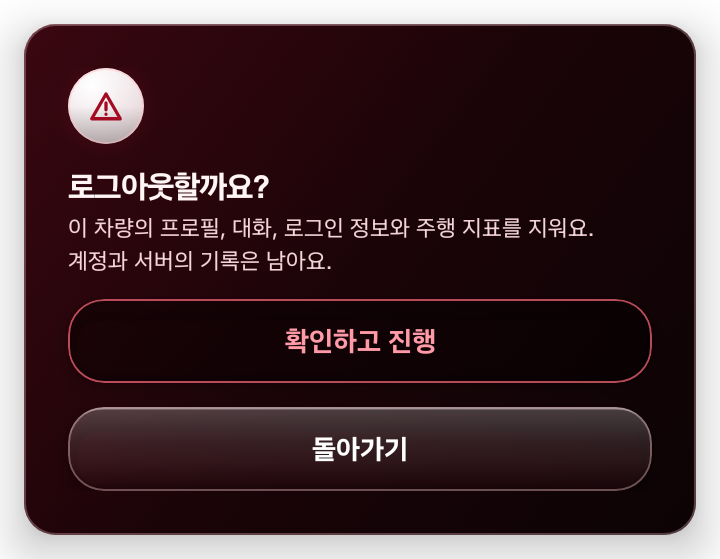 로그아웃할까요?
이 차량의 프로필, 대화, 로그인 정보와 주행 지표를 지워요.
계정과 서버의 기록은 남아요.
확인하고 진행
돌아가기